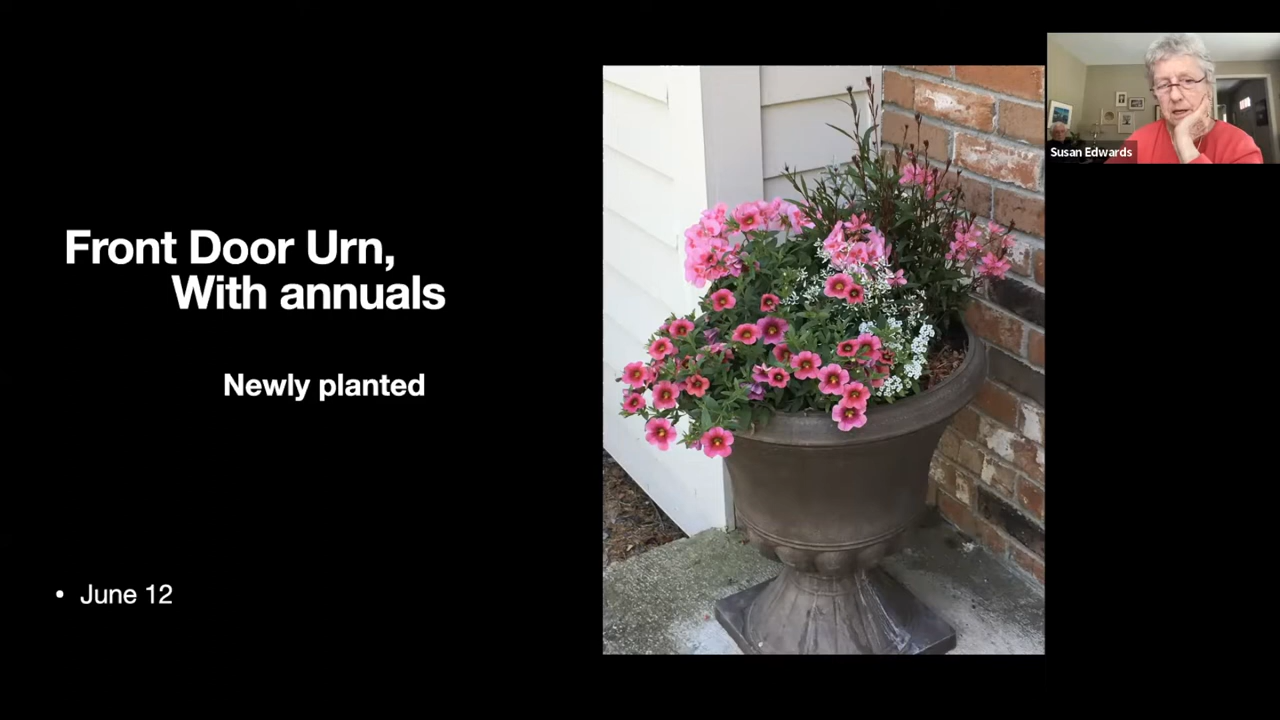 Front Door Urn,
With annuals
Newly planted
• June 12
Susan Edwards